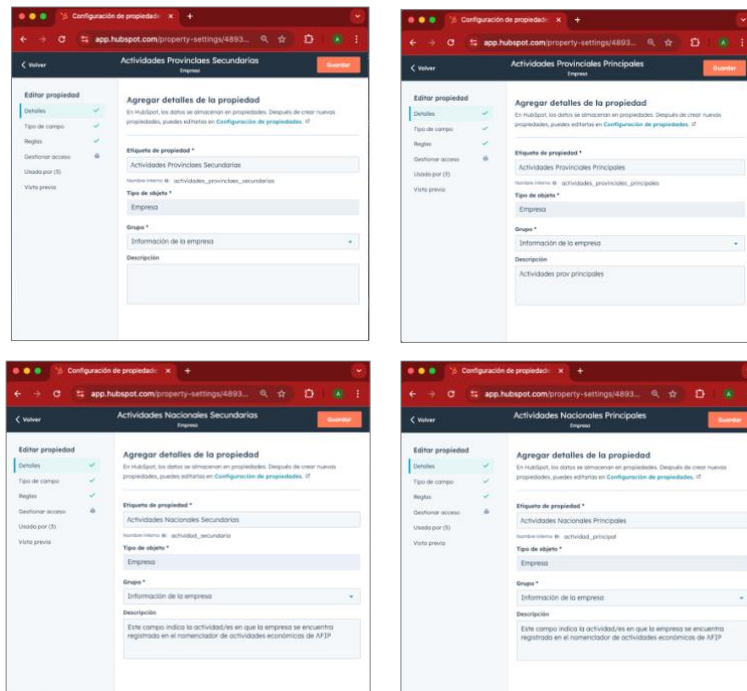 Configuración de propiedade
app.hubspot.com/property-settings/4893...
Volver
Actividades Provinclaes Secundarias
Empresa
Guardar
Editar propiedad
Detalles
Tipo de campo
Reglas
Gestionar acceso
Usada por (3)
Vista previa
Agregar detalles de la propiedad
En HubSpot, los datos se almacenan en propiedades. Después de crear nuevas
propiedades, puedes editarlas en Configuración de propiedades.
Etiqueta de propiedad *
Actividades Provinclaes Secundarias
Nombre interno actividades_provinclaes_secundarias
Tipo de objeto *
Empresa
Grupo *
Información de la empresa
Descripción
Configuración de propiedade
app.hubspot.com/property-settings/4893...
Volver
Actividades Provinciales Principales
Empresa
Guardar
Editar propiedad
Detalles
Tipo de campo
Reglas
Gestionar acceso
Usada por (5)
Vista previa
Agregar detalles de la propiedad
En HubSpot, los datos se almacenan en propiedades. Después de crear nuevas
propiedades, puedes editarlas en Configuración de propiedades.
Etiqueta de propiedad *
Actividades Provinciales Principales
Nombre interno actividades_provinciales_principales
Tipo de objeto *
Empresa
Grupo *
Información de la empresa
Descripción
Actividades prov principales
Configuración de propiedade
app.hubspot.com/property-settings/4893...
Volver
Actividades Nacionales Secundarias
Empresa
Guardar
Editar propiedad
Detalles
Tipo de campo
Reglas
Gestionar acceso
Usada por (3)
Vista previa
Agregar detalles de la propiedad
En HubSpot, los datos se almacenan en propiedades. Después de crear nuevas
propiedades, puedes editarlas en Configuración de propiedades.
Etiqueta de propiedad *
Actividades Nacionales Secundarias
Nombre interno actividad_secundaria
Tipo de objeto *
Empresa
Grupo *
Información de la empresa
Descripción
Este campo indica la actividad/es en que la empresa se encuentra
registrada en el nomenclador de actividades económicas de AFIP
Configuración de propiedade
app.hubspot.com/property-settings/4893...
Volver
Actividades Nacionales Principales
Empresa
Guardar
Editar propiedad
Detalles
Tipo de campo
Reglas
Gestionar acceso
Usada por (5)
Vista previa
Agregar detalles de la propiedad
En HubSpot, los datos se almacenan en propiedades. Después de crear nuevas
propiedades, puedes editarlas en Configuración de propiedades.
Etiqueta de propiedad *
Actividades Nacionales Principales
Nombre interno actividad_principal
Tipo de objeto *
Empresa
Grupo *
Información de la empresa
Descripción
Este campo indica la actividad/es en que la empresa se encuentra
registrada en el nomenclador de actividades económicas de AFIP